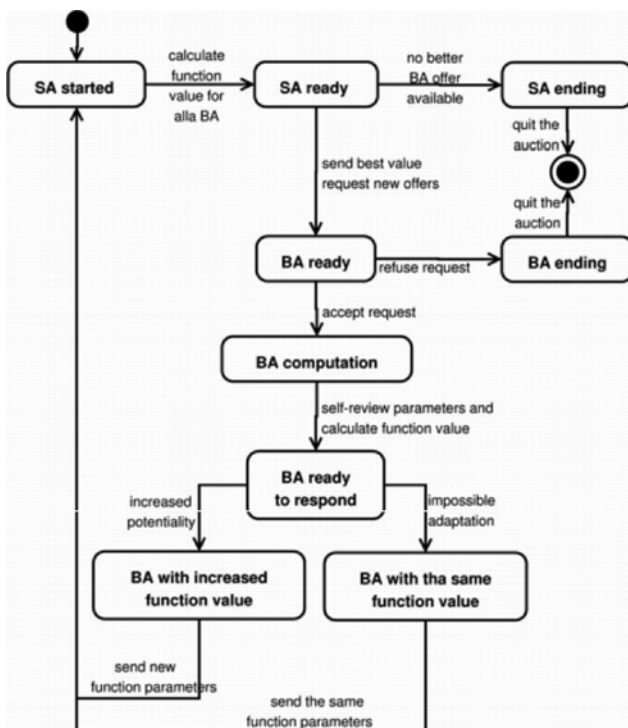 calculate
function
value for
alla BA
no better
BA offer
available
SA started
SA ready
SA ending
quit the
auction
send best value
request new offers
quit the
auction
BA ready
refuse request
BA ending
accept request
BA computation
self-review parameters and
calculate function value
BA ready
to respond
increased
potentiality
impossible
adaptation
BA with increased
function value
BA with tha same
function value
send new
function parameters
send the same
function parameters